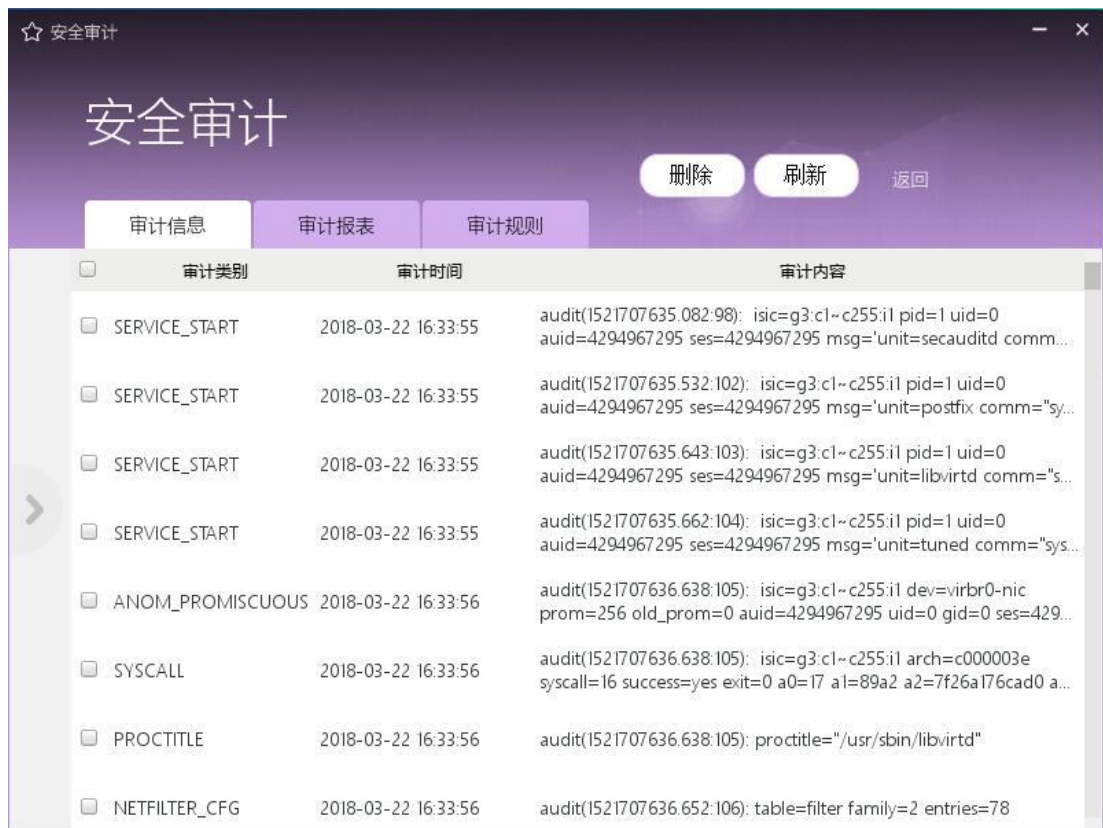 安全审计
安全审计
删除 刷新 返回
审计信息 审计报表 审计规则
审计类别 审计时间 审计内容
SERVICE_START 2018-03-22 16:33:55 audit(1521707635.082:98): isic=g3:c1~c255:i1 pid=1 uid=0
auid=4294967295 ses=4294967295 msg='unit=secauditd comm...
SERVICE_START 2018-03-22 16:33:55 audit(1521707635.532:102): isic=g3:c1~c255:i1 pid=1 uid=0
auid=4294967295 ses=4294967295 msg='unit=postfix comm="sy...
SERVICE_START 2018-03-22 16:33:55 audit(1521707635.643:103): isic=g3:c1~c255:i1 pid=1 uid=0
auid=4294967295 ses=4294967295 msg='unit=libvirtd comm="s...
SERVICE_START 2018-03-22 16:33:55 audit(1521707635.662:104): isic=g3:c1~c255:i1 pid=1 uid=0
auid=4294967295 ses=4294967295 msg='unit=tuned comm="sys...
ANOM_PROMISCUOUS 2018-03-22 16:33:56 audit(1521707636.638:105): isic=g3:c1~c255:i1 dev=virbr0-nic
prom=256 old_prom=0 auid=4294967295 uid=0 gid=0 ses=429...
SYSCALL 2018-03-22 16:33:56 audit(1521707636.638:105): isic=g3:c1~c255:i1 arch=c000003e
syscall=16 success=yes exit=0 a0=17 a1=89a2 a2=7f26a176cad0 a...
PROCTITLE 2018-03-22 16:33:56 audit(1521707636.638:105): proctitle="/usr/sbin/libvirtd"
NETFILTER_CFG 2018-03-22 16:33:56 audit(1521707636.652:106): table=filter family=2 entries=78